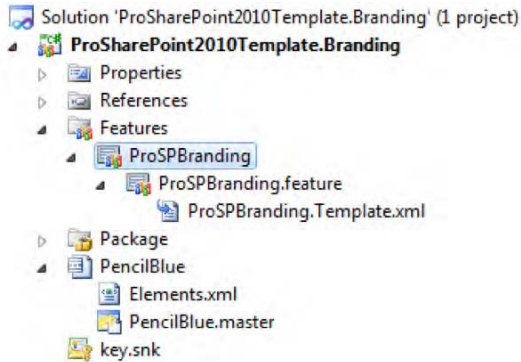 Solution 'ProSharePoint2010Template.Branding' (1 project)
ProSharePoint2010Template.Branding
Properties
References
Features
ProSPBranding
ProSPBranding.feature
ProSPBranding.Template.xml
Package
PencilBlue
Elements.xml
PencilBlue.master
key.snk